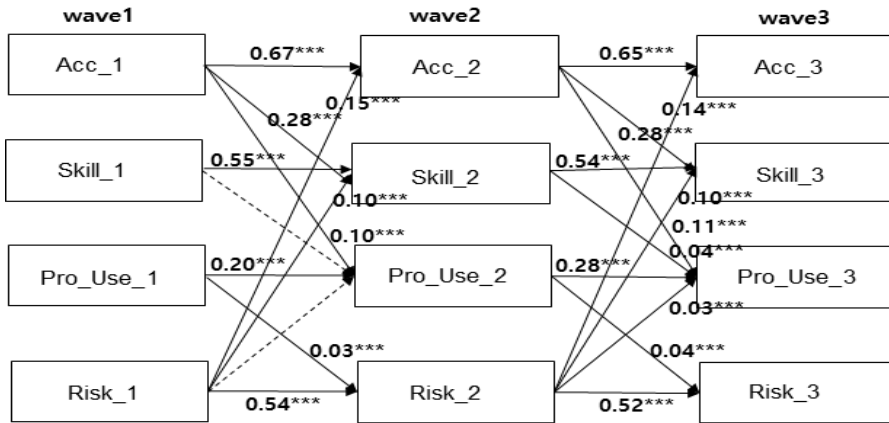 wave1
wave2
wave3
Acc_1
0.67***
Acc_2
0.65***
Acc_3
0.15***
0.14***
0.28***
0.28***
Skill_1
0.55***
Skill_2
0.54***
Skill_3
0.10***
0.10***
0.11***
0.10***
0.04***
Pro_Use_1
0.20***
Pro_Use_2
0.28***
Pro_Use_3
0.03***
0.03***
0.04***
Risk_1
0.54***
Risk_2
0.52***
Risk_3